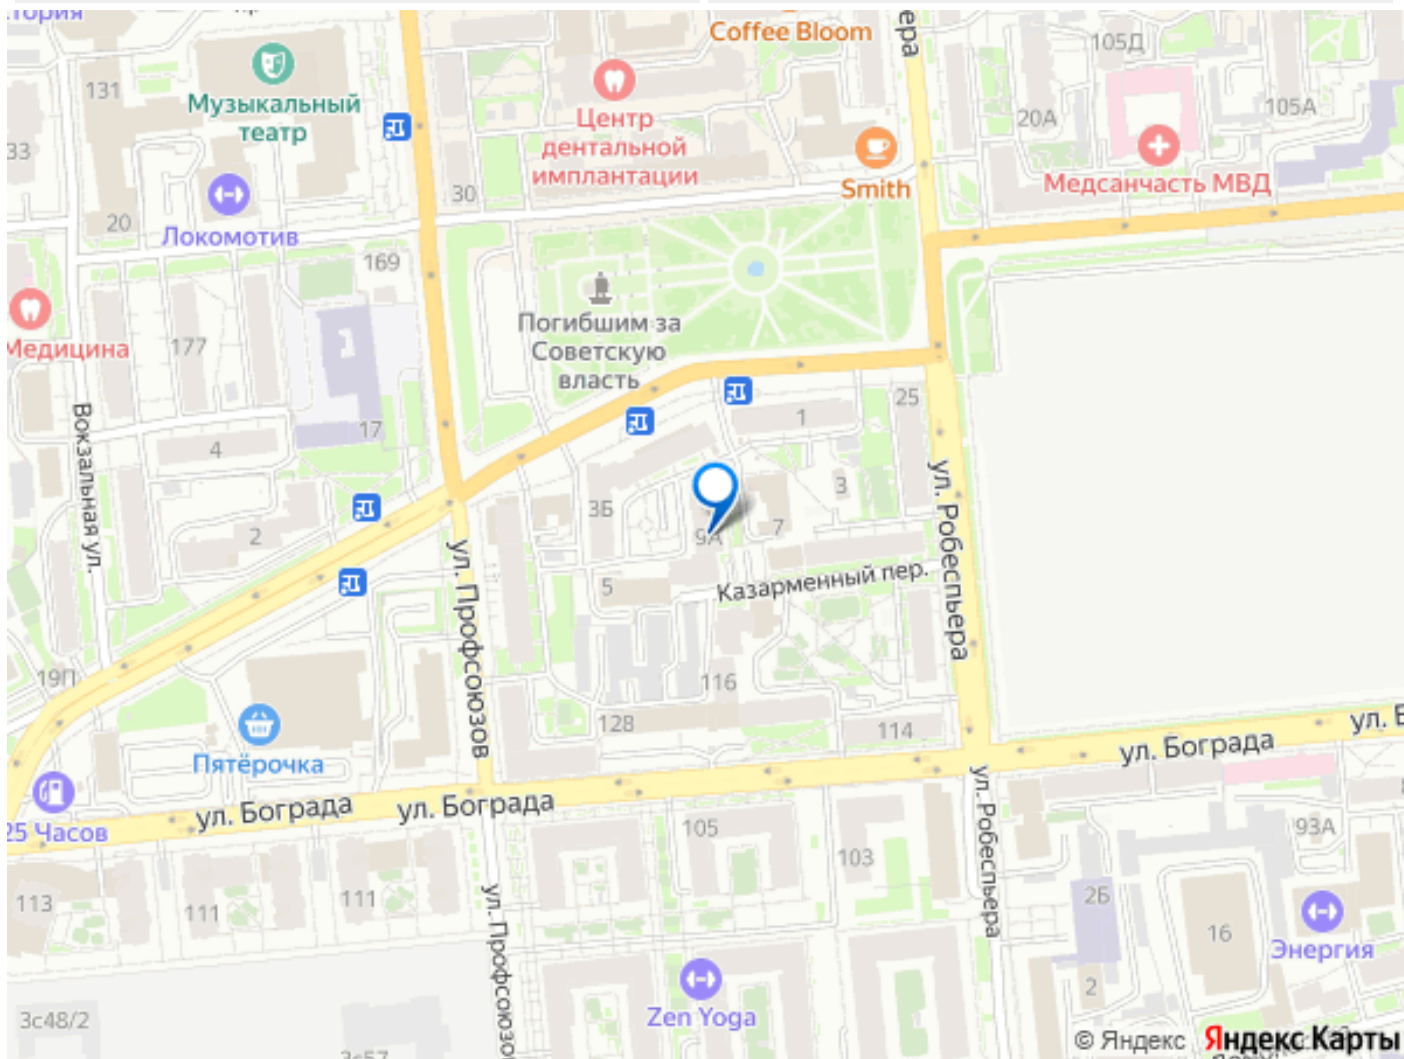 Coffee Bloom
105Д
131
Музыкальный
театр
105А
20А
Центр
дентальной
имплантации
33
30
Smith
Медсанчасть МВД
20
Локомотив
169
Погибшим за
Советскую
власть
Медицина
177
25
1
Вокзальная ул.
17
4
ул. Робеспьера
3
3Б
7
2
9А
ул. Профсоюзов
5
Казарменный пер.
19П
116
128
114
ул. Бограда
Пятёрочка
25 Часов
ул. Бограда
ул. Бограда
ул. Робеспьера
105
93А
103
111
111
113
2Б
16
Энергия
2
Zen Yoga
3с48/2
3с57
© Яндекс Яндекс Карты